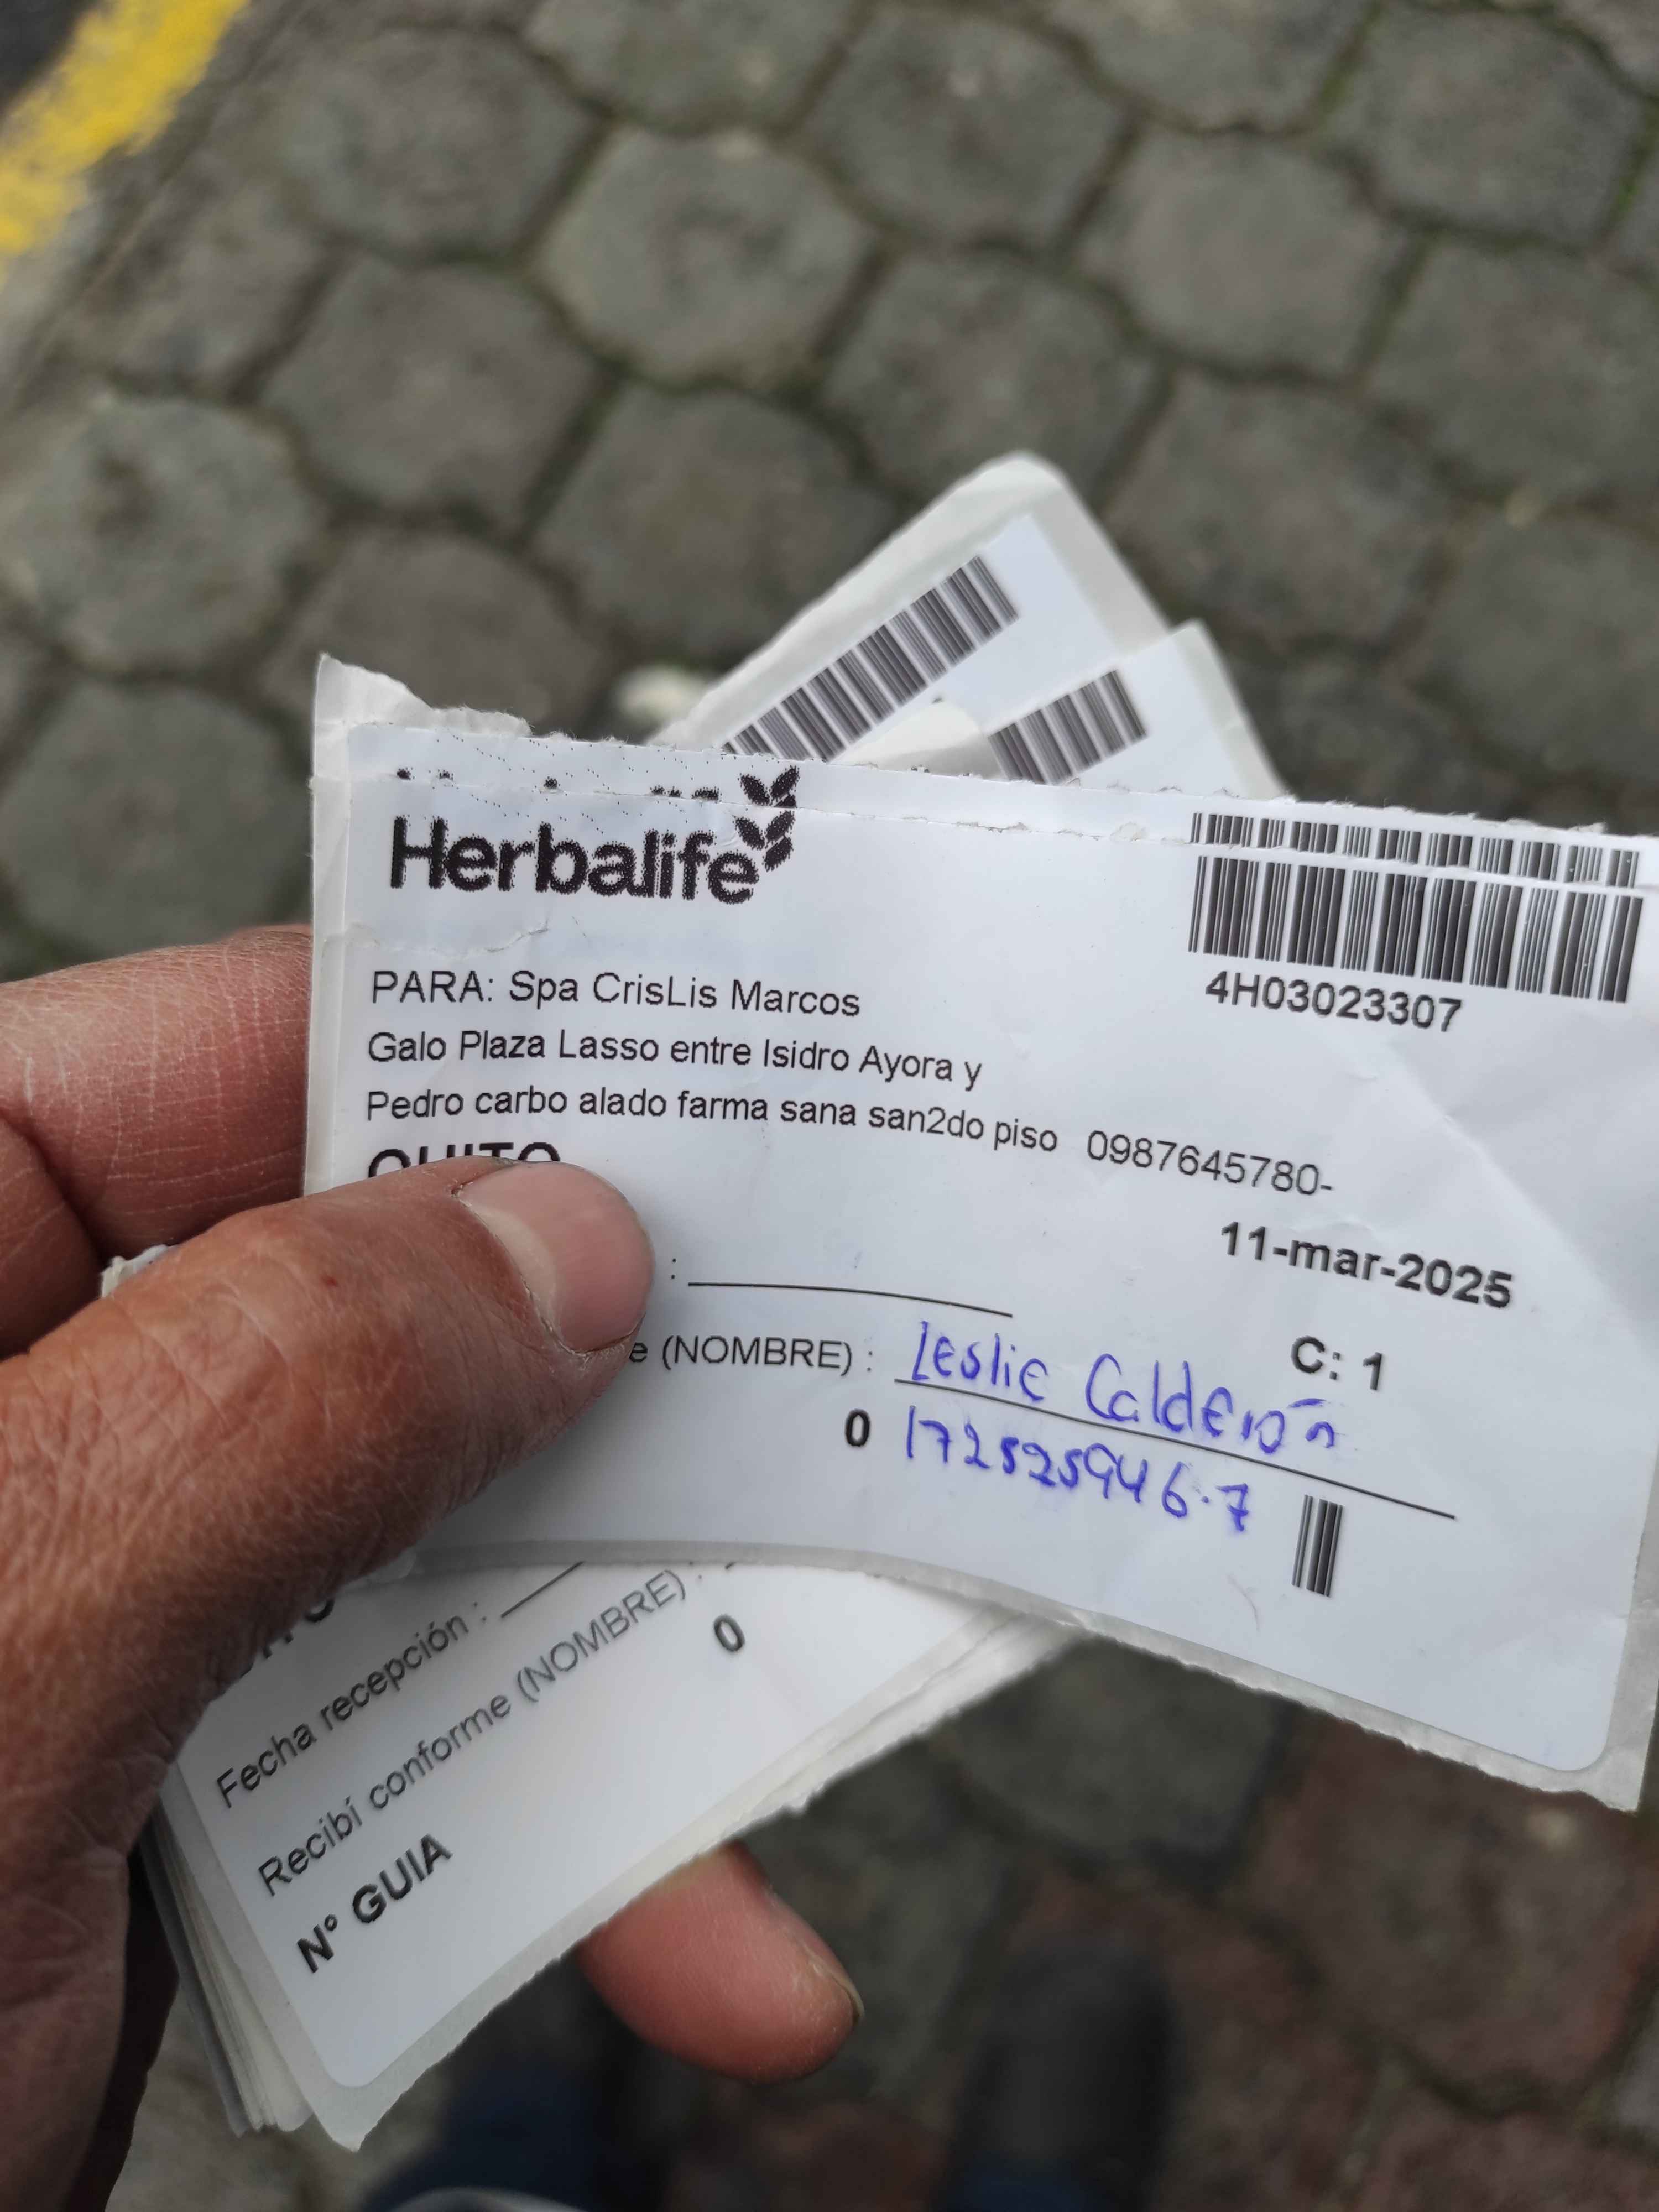 Herbalife
4H03023307
PARA: Spa CrisLis Marcos
Galo Plaza Lasso entre Isidro Ayora y
Pedro carbo alado farma sana san2do piso 0987645780-
QUITO
11-mar-2025
:
C: 1
e (NOMBRE) : Leslie Calderón
0 172525946-7
Fecha recepción :
Recibí conforme (NOMBRE) :
0
N° GUIA